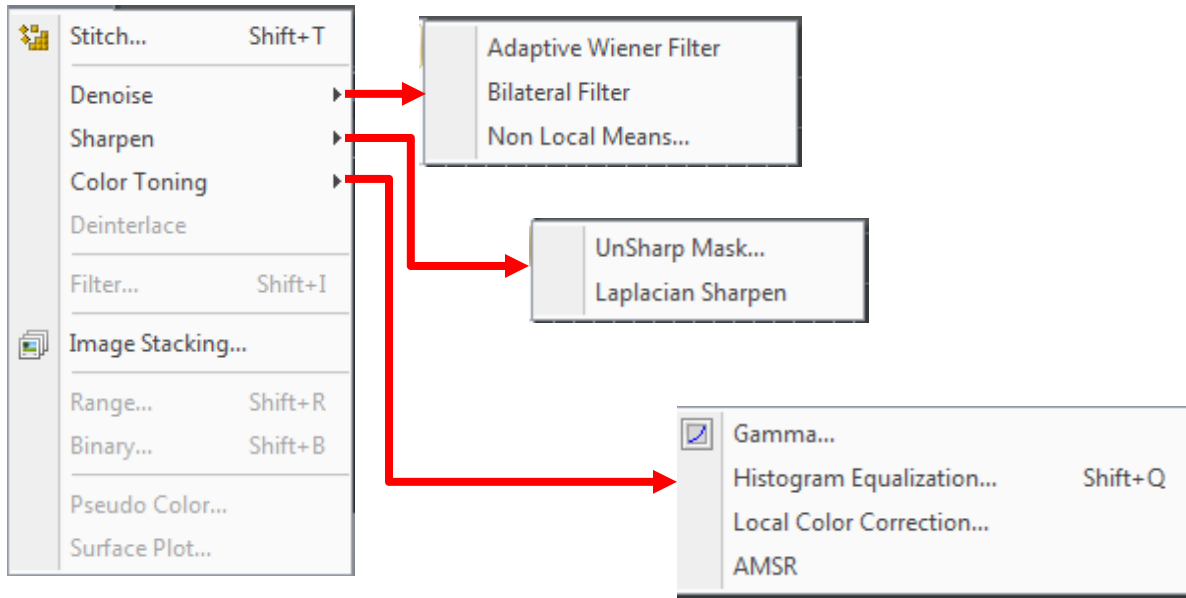 Stitch... Shift+T
Denoise
Sharpen
Color Toning
Deinterlace
Filter... Shift+I
Image Stacking...
Range... Shift+R
Binary... Shift+B
Pseudo Color...
Surface Plot...
Adaptive Wiener Filter
Bilateral Filter
Non Local Means...
UnSharp Mask...
Laplacian Sharpen
Gamma...
Histogram Equalization... Shift+Q
Local Color Correction...
AMSR